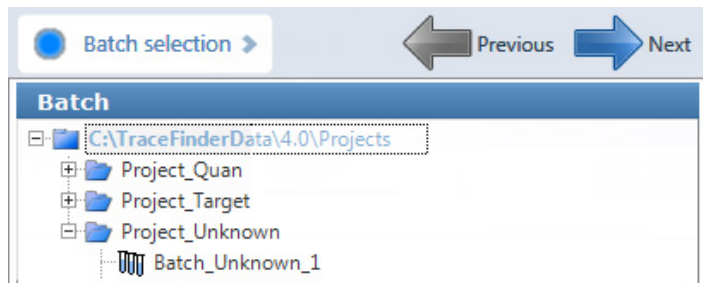 Batch selection Previous Next
Batch
C:\TraceFinderData\4.0\Projects
Project_Quan
Project_Target
Project_Unknown
Batch_Unknown_1